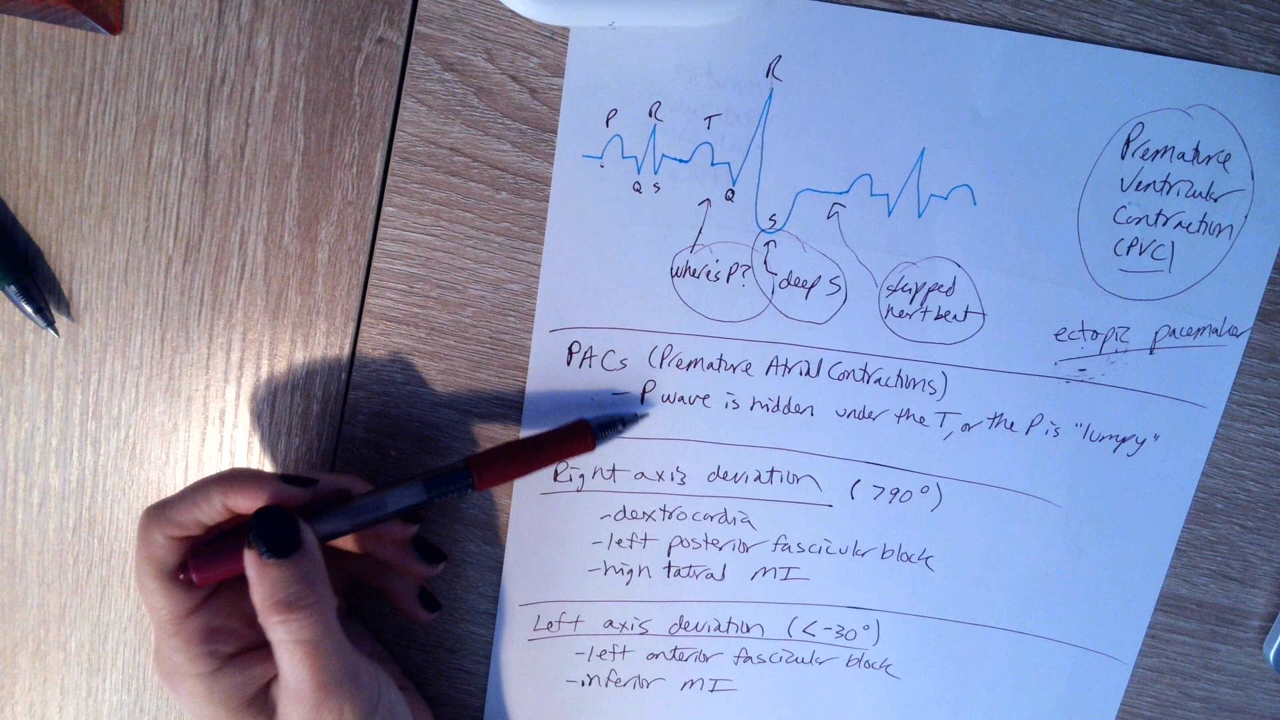 R
P R T
Q S Q
S
Premature
Ventricular
Contraction
(PVC)
where's P?
deep S
skipped
heartbeat
ectopic pacemaker
PACs (Premature Atrial Contractions)
- P wave is hidden under the T, or the P is "lumpy"
Right axis deviation (>90°)
-dextrocardia
-left posterior fascicular block
-high lateral MI
Left axis deviation (<-30°)
-left anterior fascicular block
-inferior MI